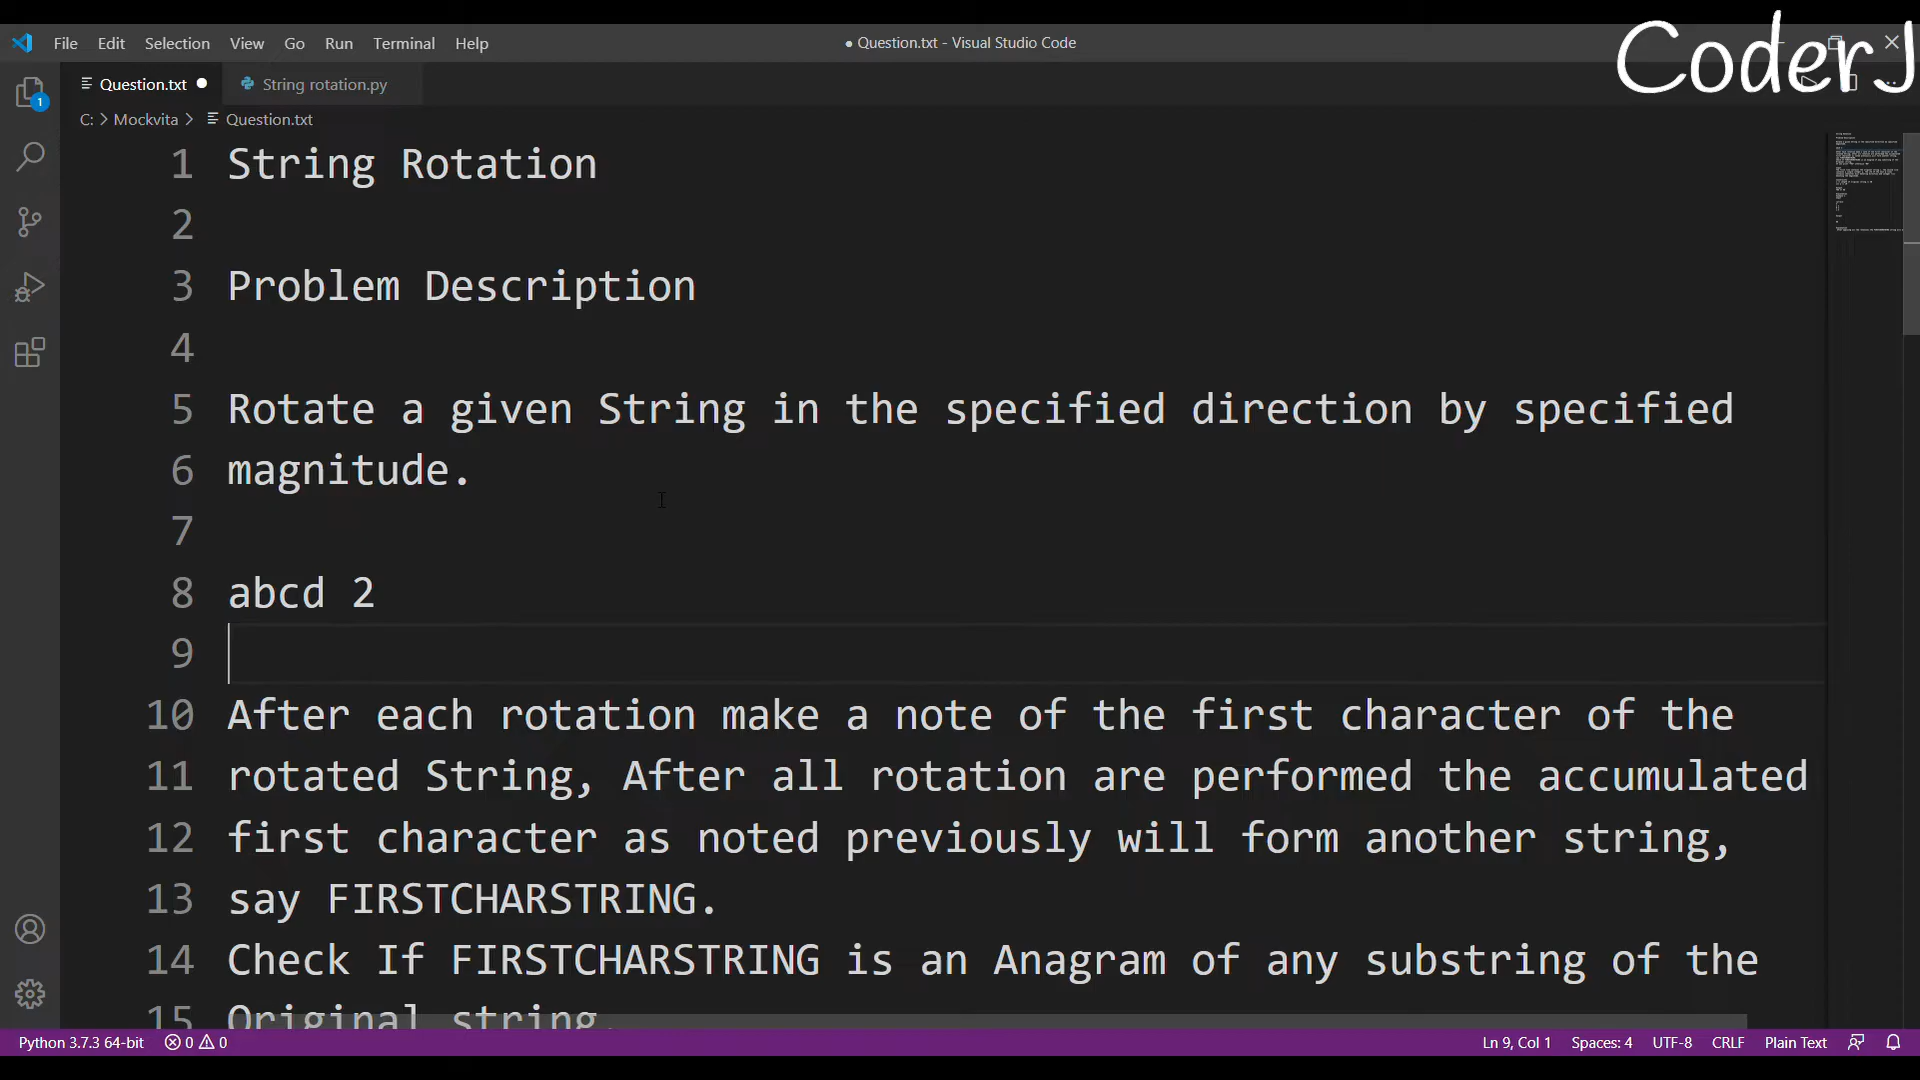 CoderJ
File Edit Selection View Go Run Terminal Help
● Question.txt - Visual Studio Code
Question.txt ● String rotation.py
1
C: > Mockvita > Question.txt
1 String Rotation
2
3 Problem Description
4
5 Rotate a given String in the specified direction by specified
6 magnitude.
7
8 abcd 2
9
10 After each rotation make a note of the first character of the
11 rotated String, After all rotation are performed the accumulated
12 first character as noted previously will form another string,
13 say FIRSTCHARSTRING.
14 Check If FIRSTCHARSTRING is an Anagram of any substring of the
15 Original string.
Python 3.7.3 64-bit 0 0 Ln 9, Col 1 Spaces: 4 UTF-8 CRLF Plain Text